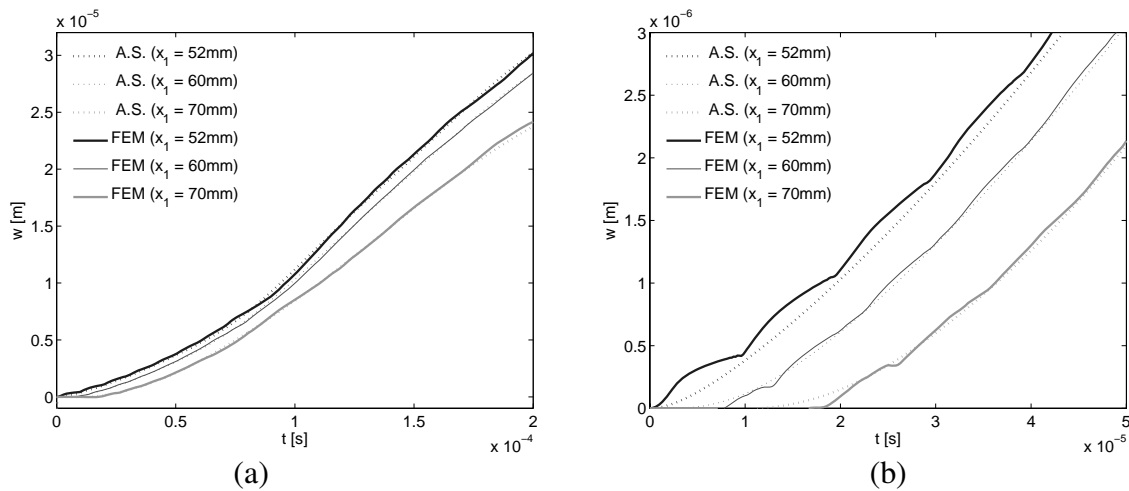 x 10⁻⁵
3
2.5
2
1.5
1
0.5
0
w [m]
A.S. (x₁ = 52mm)
A.S. (x₁ = 60mm)
A.S. (x₁ = 70mm)
FEM (x₁ = 52mm)
FEM (x₁ = 60mm)
FEM (x₁ = 70mm)
0 0.5 1 1.5 2
t [s]
x 10⁻⁴
(a)
x 10⁻⁶
3
2.5
2
1.5
1
0.5
0
w [m]
A.S. (x₁ = 52mm)
A.S. (x₁ = 60mm)
A.S. (x₁ = 70mm)
FEM (x₁ = 52mm)
FEM (x₁ = 60mm)
FEM (x₁ = 70mm)
0 1 2 3 4 5
t [s]
x 10⁻⁵
(b)